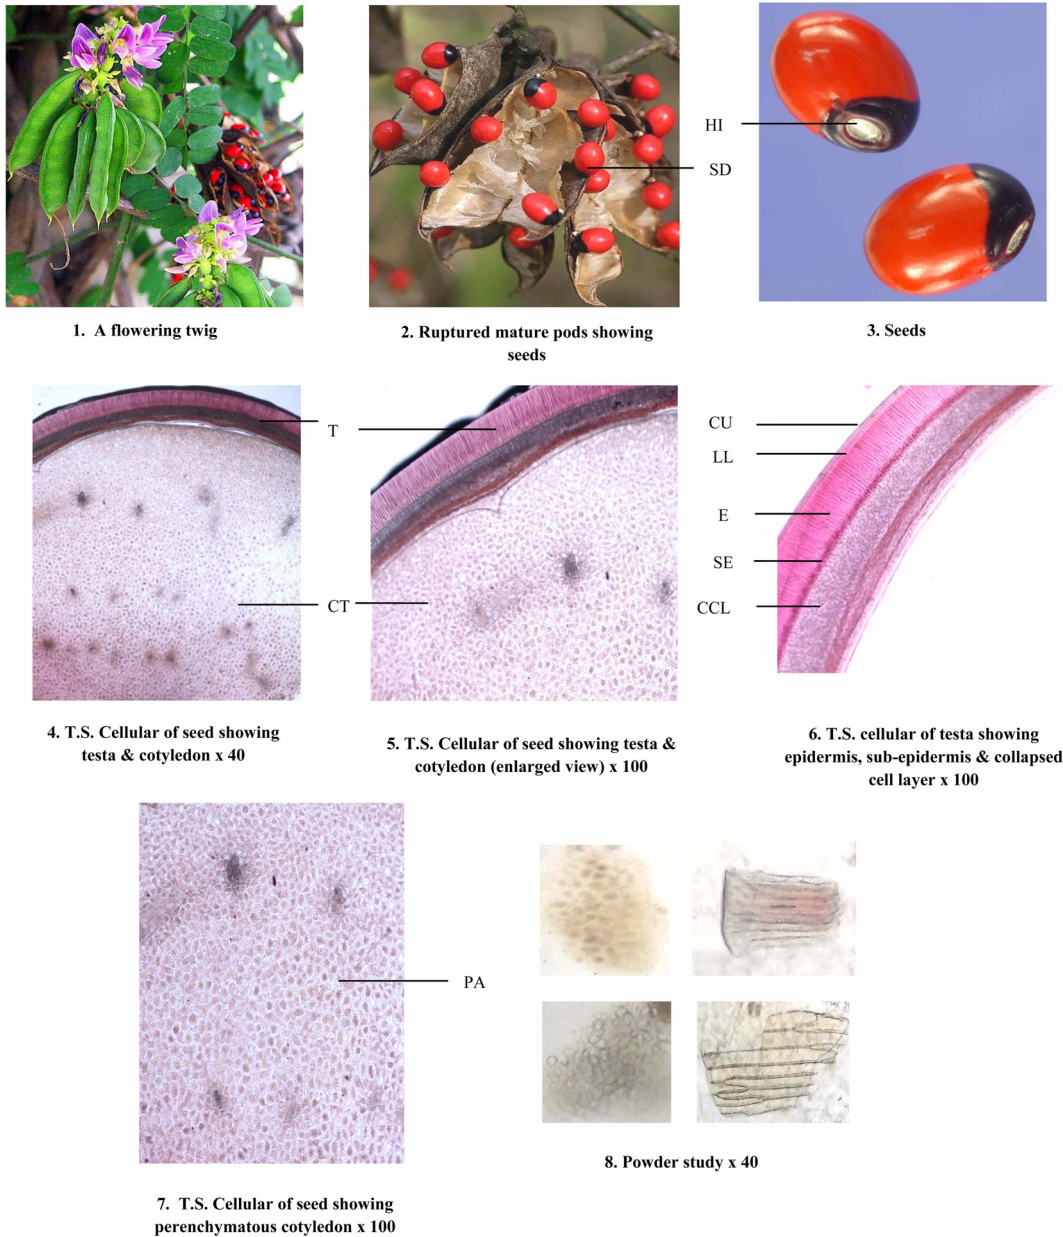 HI
SD
1. A flowering twig
2. Ruptured mature pods showing
seeds
3. Seeds
T
CT
CU
LL
E
SE
CCL
4. T.S. Cellular of seed showing
testa & cotyledon x 40
5. T.S. Cellular of seed showing testa &
cotyledon (enlarged view) x 100
6. T.S. cellular of testa showing
epidermis, sub-epidermis & collapsed
cell layer x 100
PA
7. T.S. Cellular of seed showing
perenchymatous cotyledon x 100
8. Powder study x 40